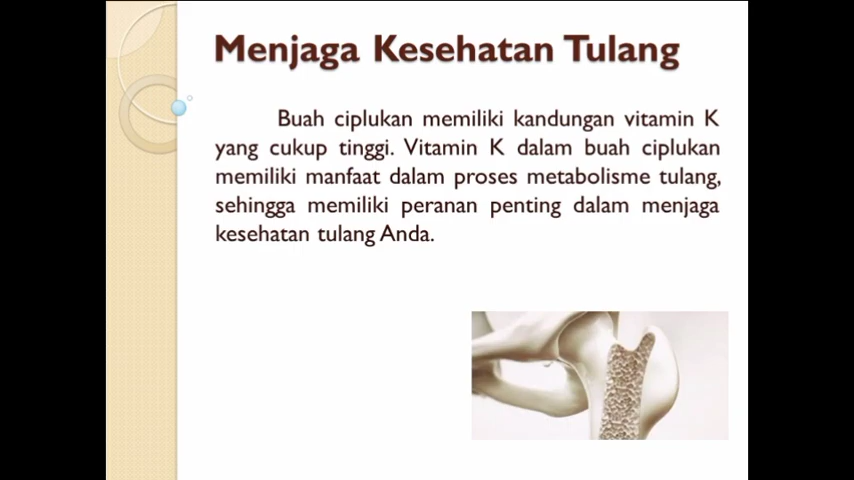 Menjaga Kesehatan Tulang
Buah ciplukan memiliki kandungan vitamin K
yang cukup tinggi. Vitamin K dalam buah ciplukan
memiliki manfaat dalam proses metabolisme tulang,
sehingga memiliki peranan penting dalam menjaga
kesehatan tulang Anda.